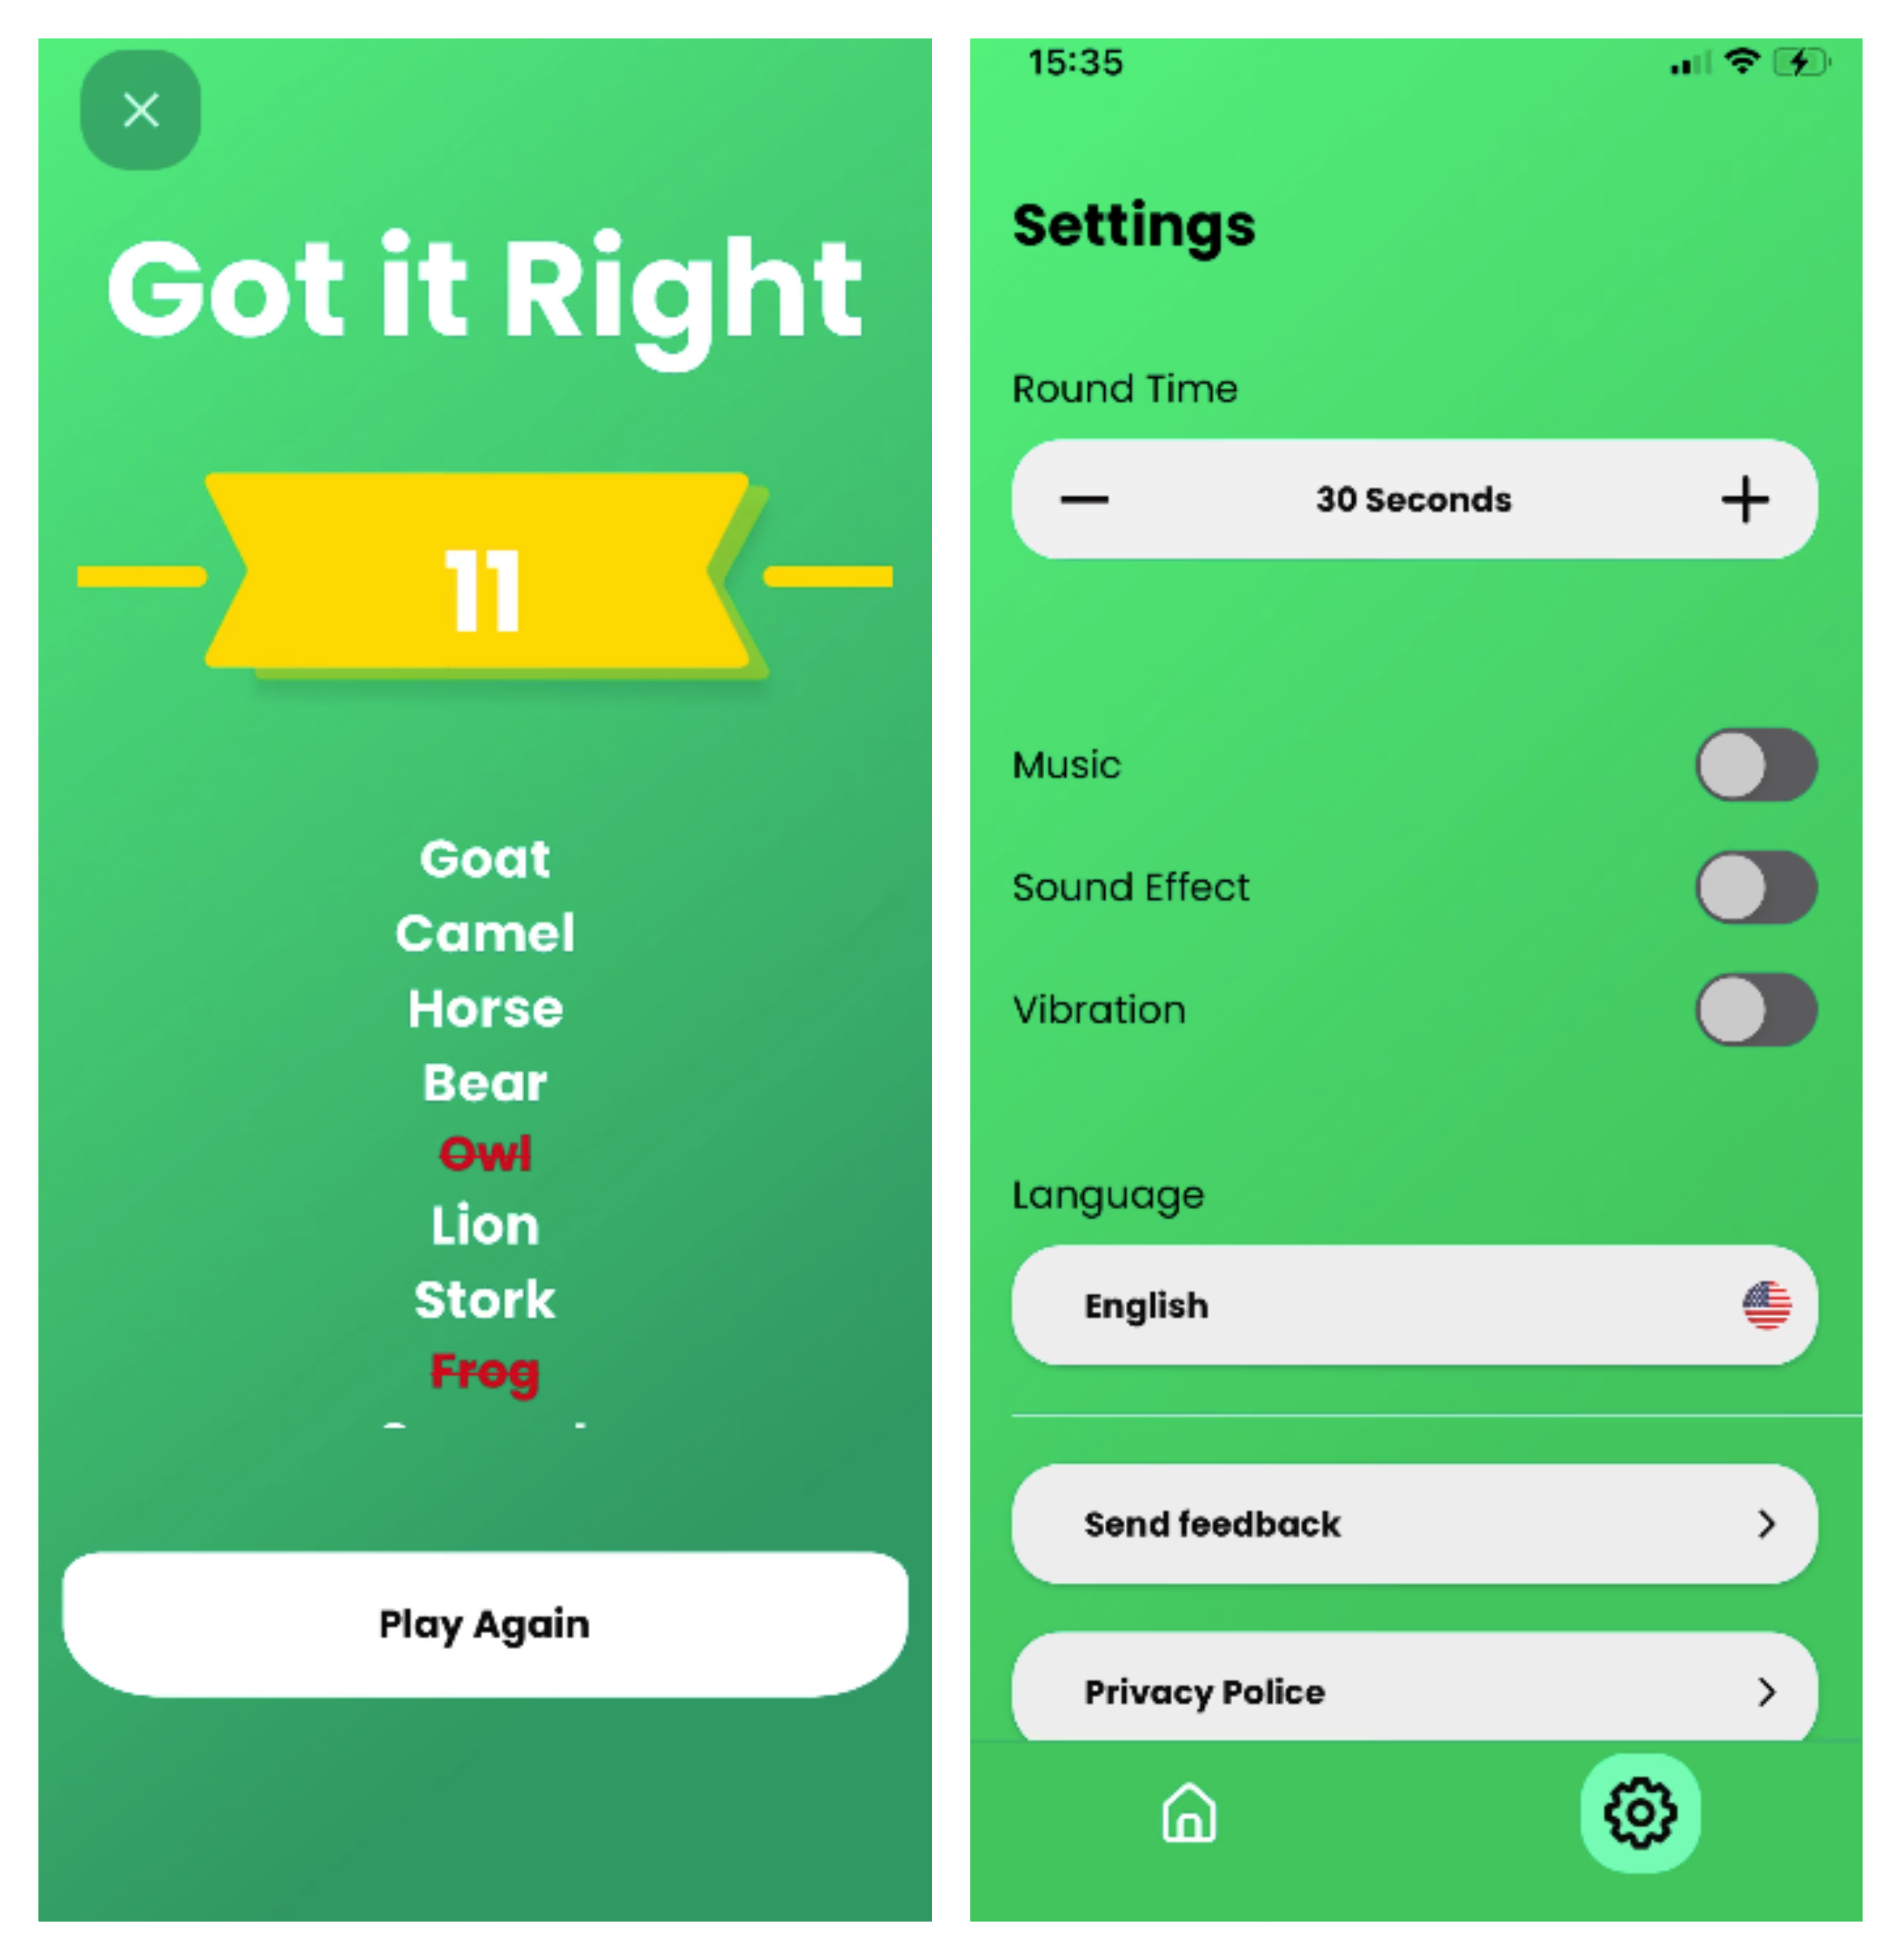 Got it Right
11
Goat
Camel
Horse
Bear
Owl
Lion
Stork
Frog
Play Again
15:35
Settings
Round Time
30 Seconds
Music
Sound Effect
Vibration
Language
English
Send feedback
Privacy Police